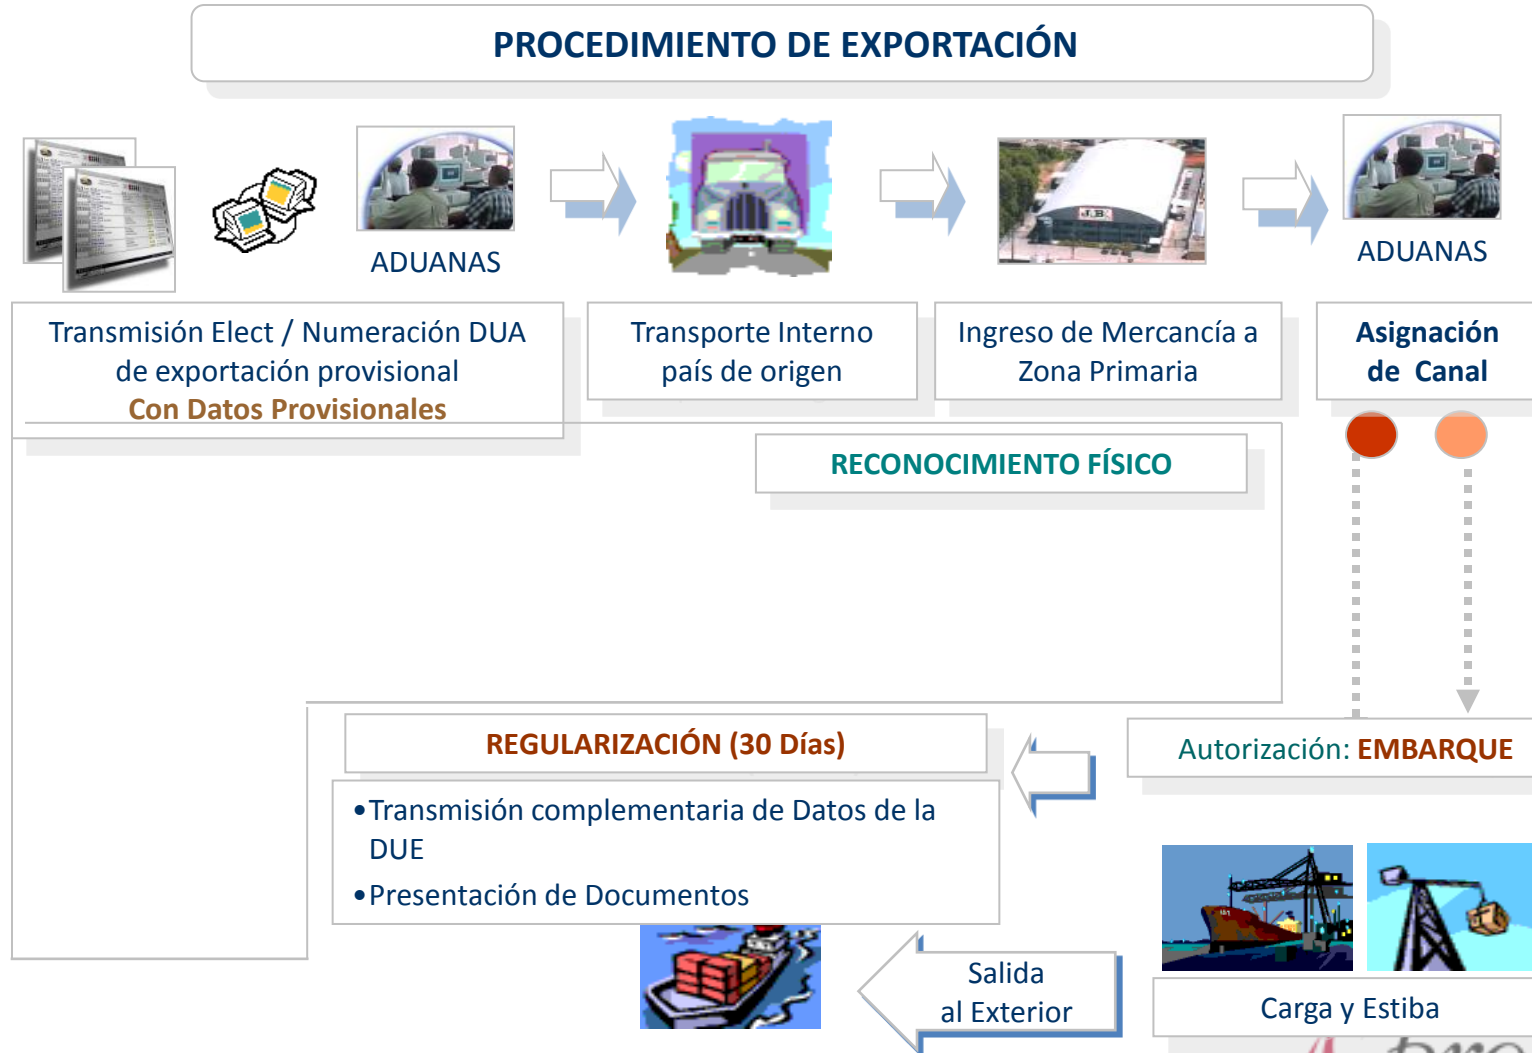 PROCEDIMIENTO DE EXPORTACIÓN
ADUANAS
ADUANAS
Transmisión Elect / Numeración DUA
de exportación provisional
Con Datos Provisionales
Transporte Interno
país de origen
Ingreso de Mercancía a
Zona Primaria
Asignación
de Canal
RECONOCIMIENTO FÍSICO
REGULARIZACIÓN (30 Días)
•Transmisión complementaria de Datos de la
DUE
•Presentación de Documentos
Autorización: EMBARQUE
Salida
al Exterior
Carga y Estiba